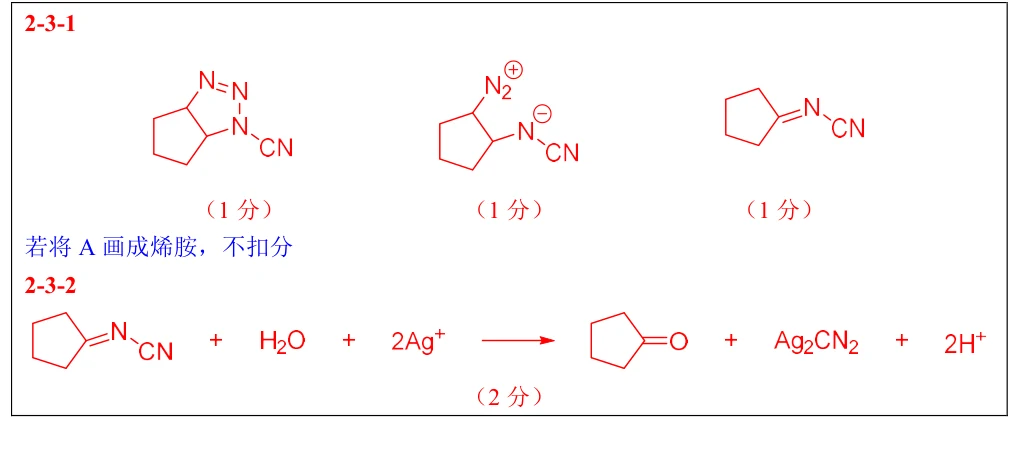 2-3-1
N N N CN
N2⊕ N⊖ CN
N CN
(1 分) (1 分) (1 分)
若将 A 画成烯胺，不扣分
2-3-2
N CN + H2O + 2Ag+ O + Ag2CN2 + 2H+
(2 分)